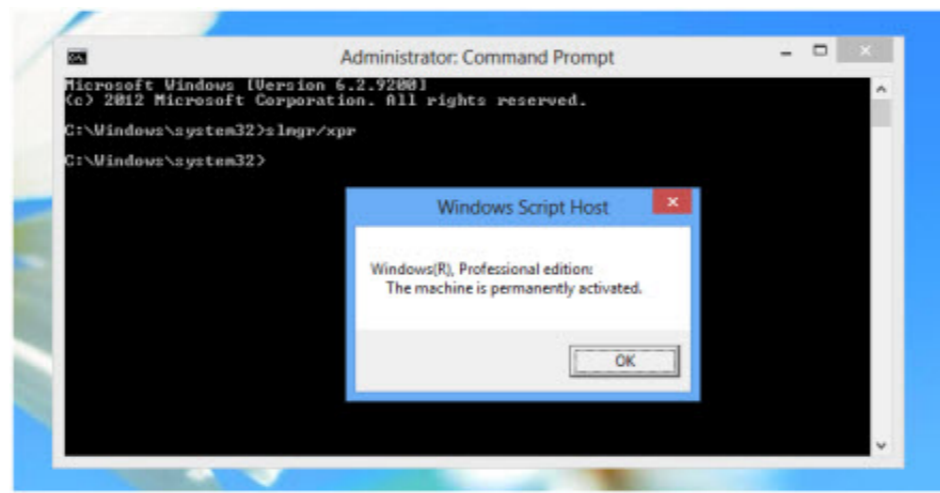 Administrator: Command Prompt
Microsoft Windows [Version 6.2.9200]
(c) 2012 Microsoft Corporation. All rights reserved.
C:\Windows\system32>slmgr/xpr
C:\Windows\system32>
Windows Script Host
Windows(R), Professional edition:
The machine is permanently activated.
OK